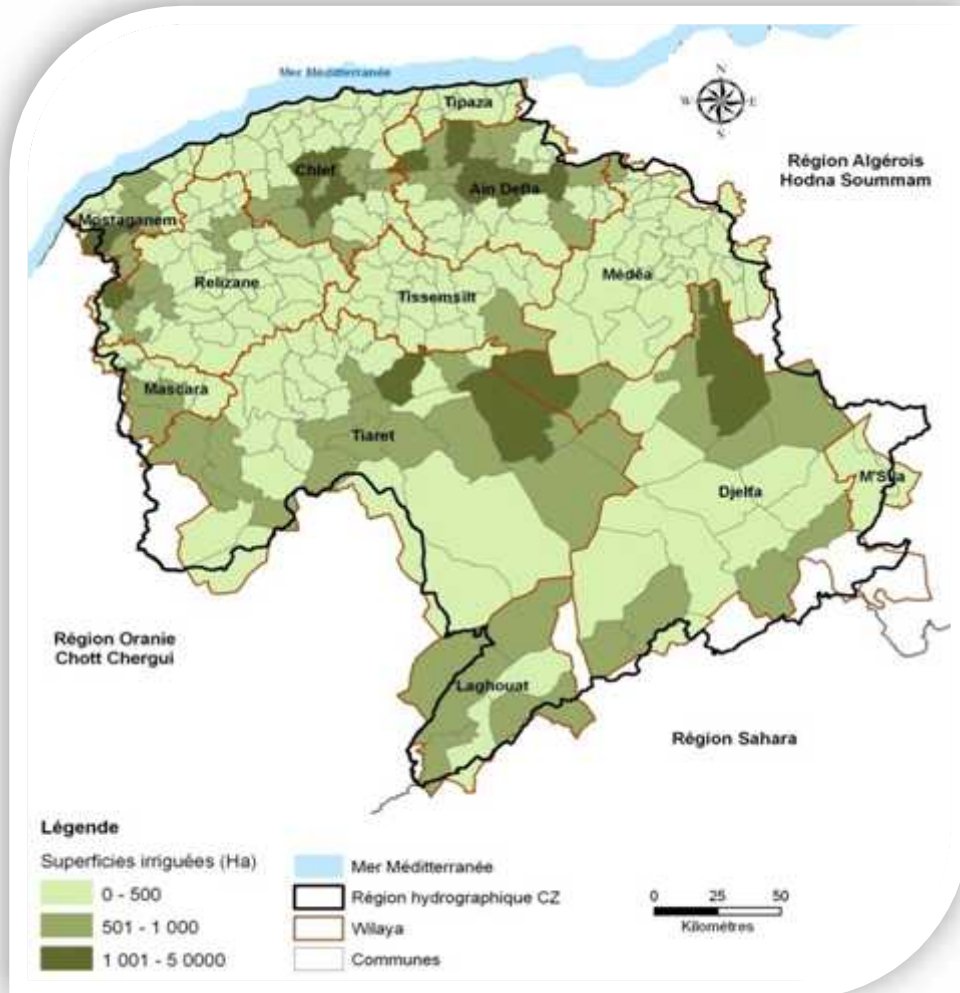 Mer Méditerranée
N
W E
S
Tipaza
Région Algérois
Hodna Soummam
Chlef
Ain Defla
Mostaganem
Médéa
Relizane
Tissemsilt
Mascara
Tiaret
M'Sila
Djelfa
Région Oranie
Chott Chergui
Laghouat
Région Sahara
Légende
Superficies irriguées (Ha)
0 - 500
501 - 1 000
1 001 - 5 0000
Mer Méditerranée
Région hydrographique CZ
Wilaya
Communes
0 25 50
Kilomètres